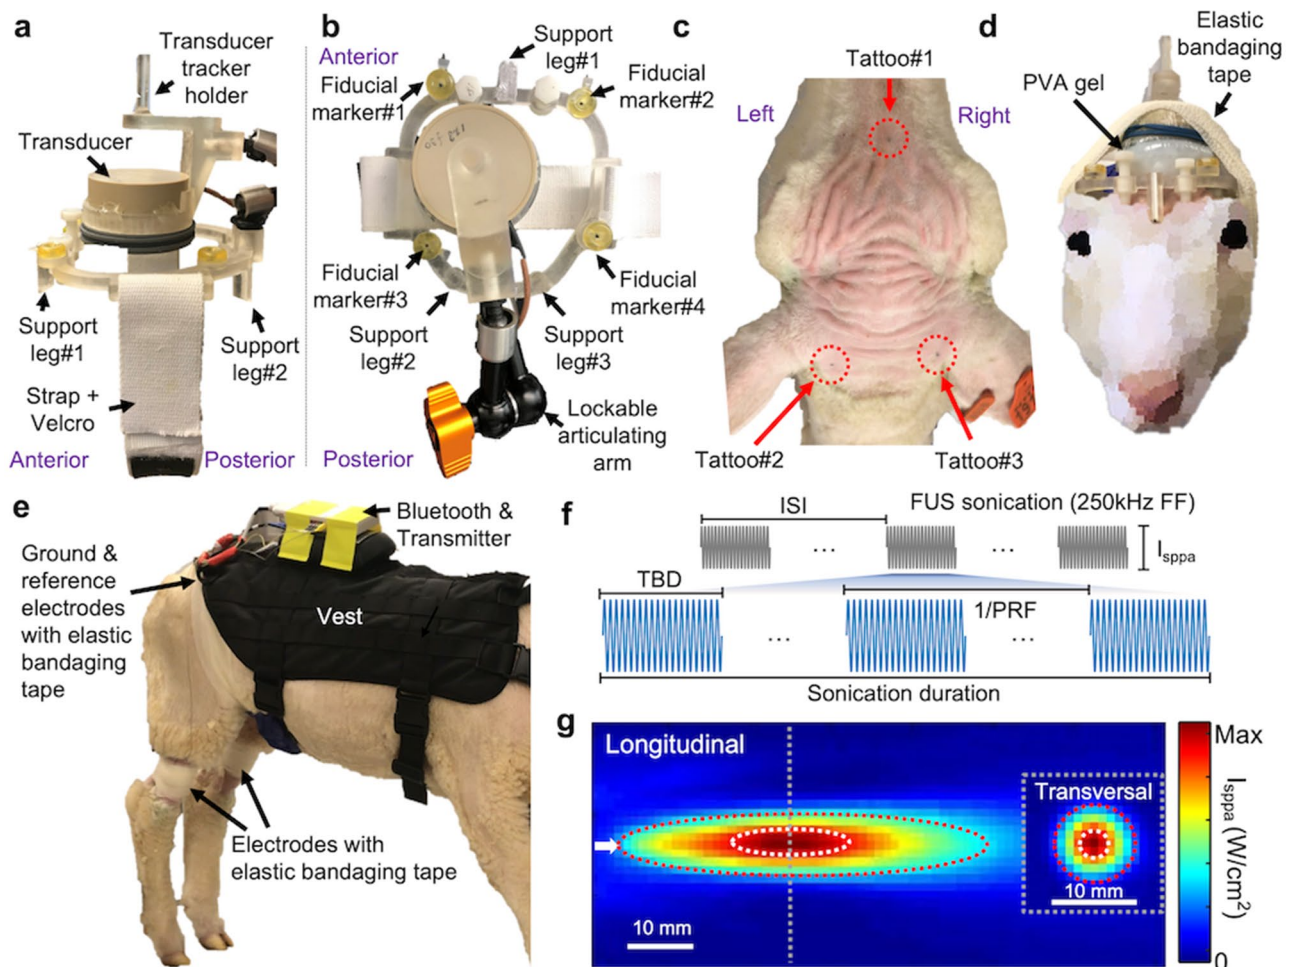 a
Transducer
tracker
holder
Transducer
Support
leg#1
Support
leg#2
Strap +
Velcro
Anterior
Posterior
b
Anterior
Support
leg#1
Fiducial
marker#1
Fiducial
marker#2
Fiducial
marker#3
Fiducial
marker#4
Support
leg#2
Support
leg#3
Lockable
articulating
arm
Posterior
c
Tattoo#1
Left
Right
Tattoo#2
Tattoo#3
d
Elastic
bandaging
tape
PVA gel
e
Bluetooth &
Transmitter
Ground &
reference
electrodes
with elastic
bandaging
tape
Vest
Electrodes with
elastic bandaging tape
f
ISI
FUS sonication (250kHz FF)
...
...
Isppa
TBD
1/PRF
...
...
Sonication duration
g
Longitudinal
Transversal
10 mm
10 mm
Max
Isppa (W/cm2)
0